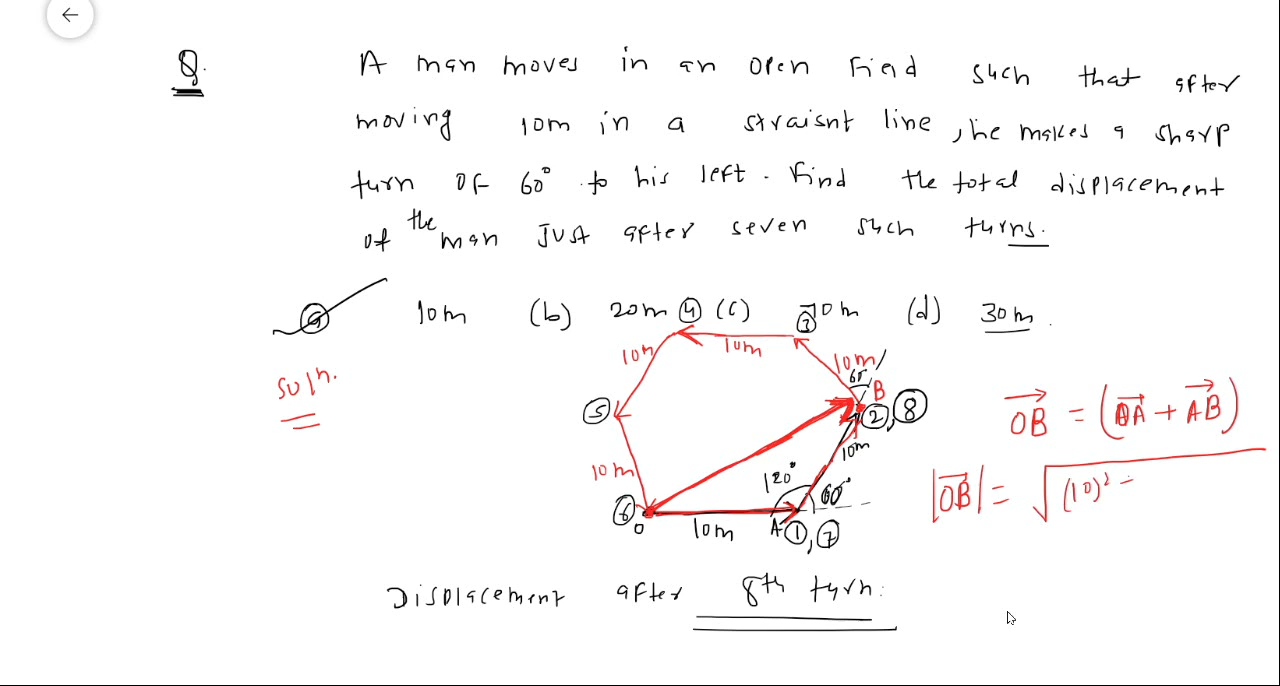 Q.
A man moves in an open field such that after
moving 10m in a straisnt line, he makes a sharp
turn of 60° to his left. Find the total displacement
of the man just after seven such turns.
(a) 10m (b) 20m (c) 70m (d) 30m.
Soln.
④
③
10m
10m
10m
60°
B
⑤
②,⑧
10m
10m
120°
60°
⑥
O
10m
A
①,⑦
OB = (OA + AB)
|OB| = √(10)² -
Displacement after 8th turn.